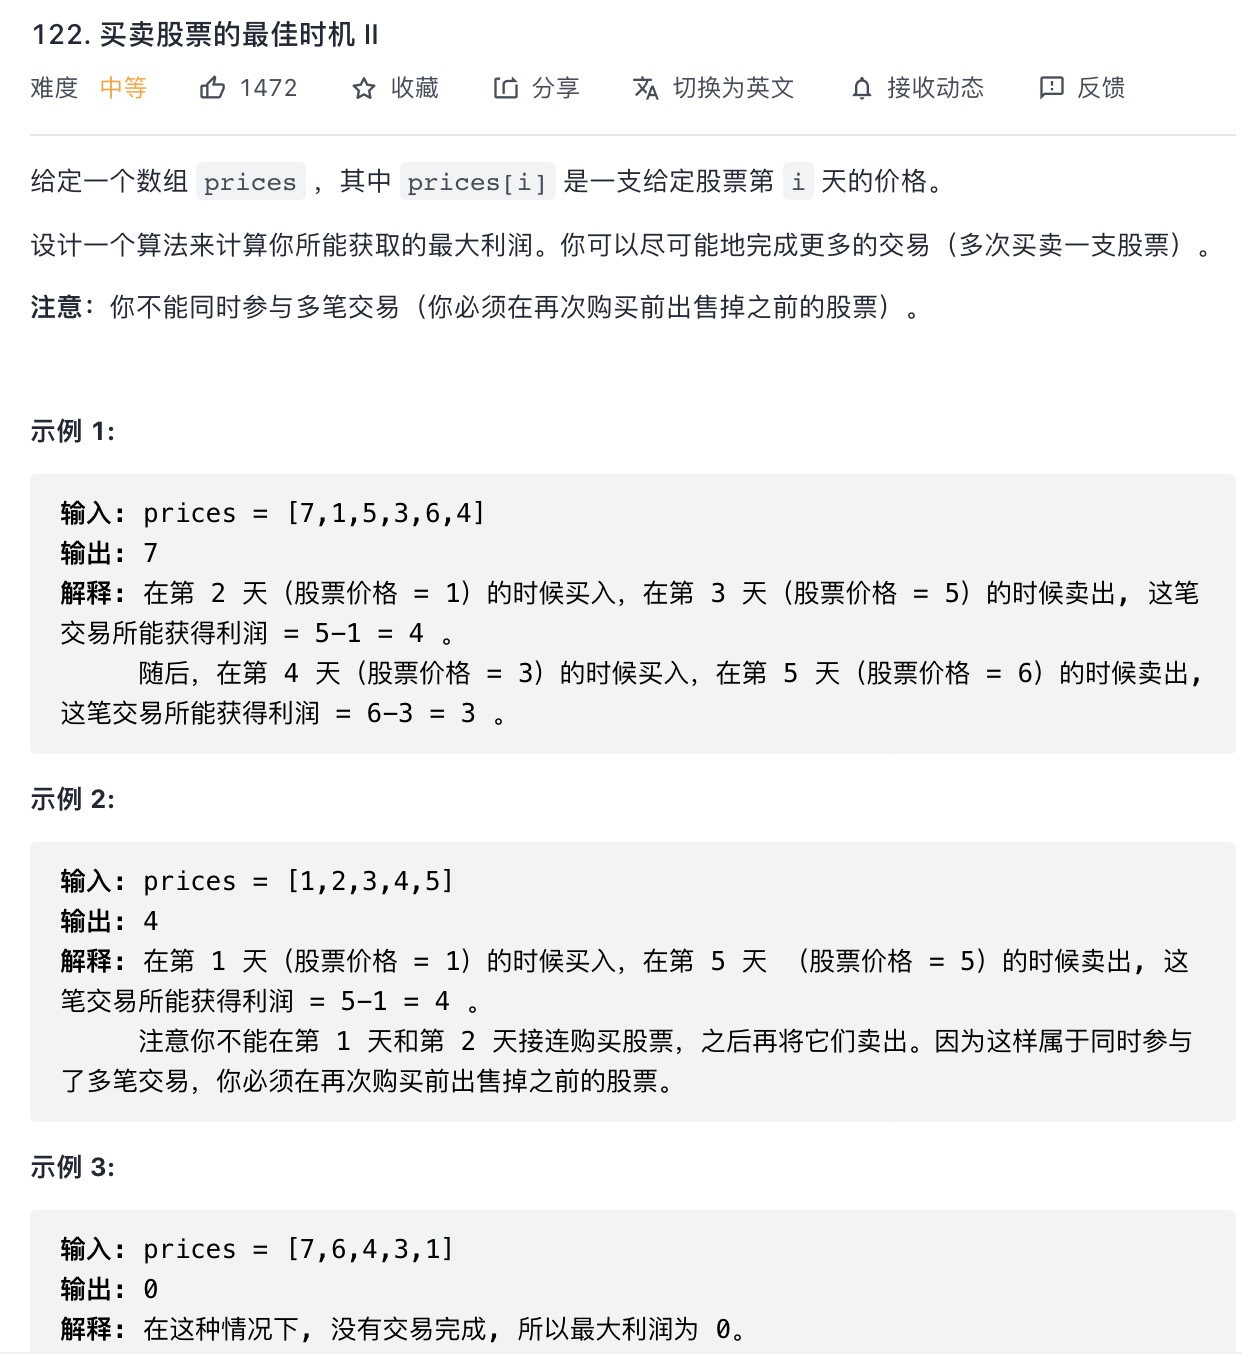 122. 买卖股票的最佳时机 II
难度 中等 1472 收藏 分享 切换为英文 接收动态 反馈
给定一个数组 prices ，其中 prices[i] 是一支给定股票第 i 天的价格。
设计一个算法来计算你所能获取的最大利润。你可以尽可能地完成更多的交易（多次买卖一支股票）。
注意：你不能同时参与多笔交易（你必须在再次购买前出售掉之前的股票）。
示例 1:
输入: prices = [7,1,5,3,6,4]
输出: 7
解释: 在第 2 天（股票价格 = 1）的时候买入，在第 3 天（股票价格 = 5）的时候卖出, 这笔
交易所能获得利润 = 5-1 = 4 。
随后，在第 4 天（股票价格 = 3）的时候买入，在第 5 天（股票价格 = 6）的时候卖出,
这笔交易所能获得利润 = 6-3 = 3 。
示例 2:
输入: prices = [1,2,3,4,5]
输出: 4
解释: 在第 1 天（股票价格 = 1）的时候买入，在第 5 天 （股票价格 = 5）的时候卖出, 这
笔交易所能获得利润 = 5-1 = 4 。
注意你不能在第 1 天和第 2 天接连购买股票，之后再将它们卖出。因为这样属于同时参与
了多笔交易，你必须在再次购买前出售掉之前的股票。
示例 3:
输入: prices = [7,6,4,3,1]
输出: 0
解释: 在这种情况下, 没有交易完成, 所以最大利润为 0。